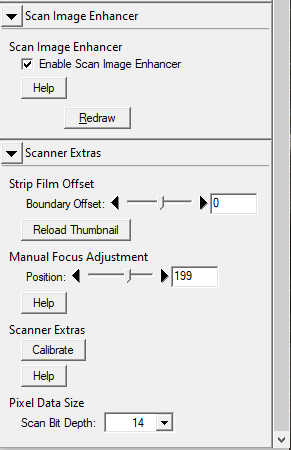 Scan Image Enhancer
Scan Image Enhancer
Enable Scan Image Enhancer
Help
Redraw
Scanner Extras
Strip Film Offset
Boundary Offset: 0
Reload Thumbnail
Manual Focus Adjustment
Position: 199
Help
Scanner Extras
Calibrate
Help
Pixel Data Size
Scan Bit Depth: 14